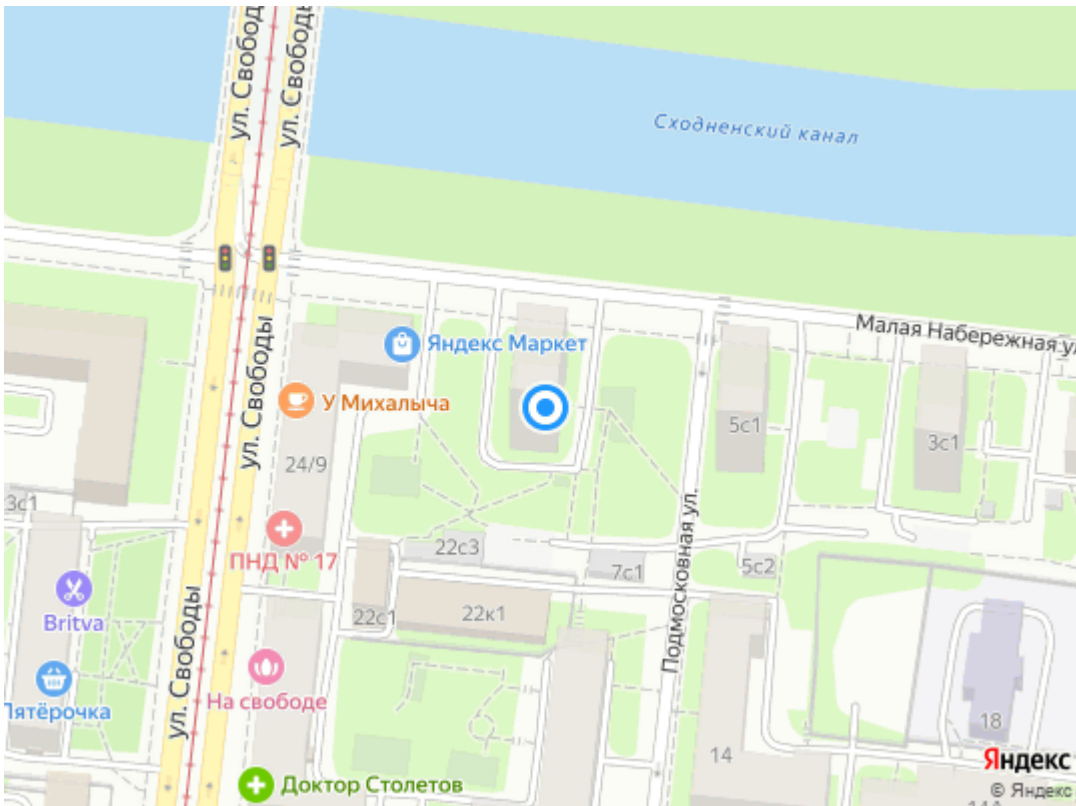 ул. Свободы
ул. Свободы
Сходненский канал
Малая Набережная ул
Яндекс Маркет
ул. Свободы
У Михалыча
5с1
3с1
24/9
3с1
ПНД № 17
22с3
7с1
5с2
Подмосковная ул.
Britva
22с1
22к1
ул. Свободы
На свободе
Пятёрочка
18
14
Яндекс
Доктор Столетов
© Яндекс
14А